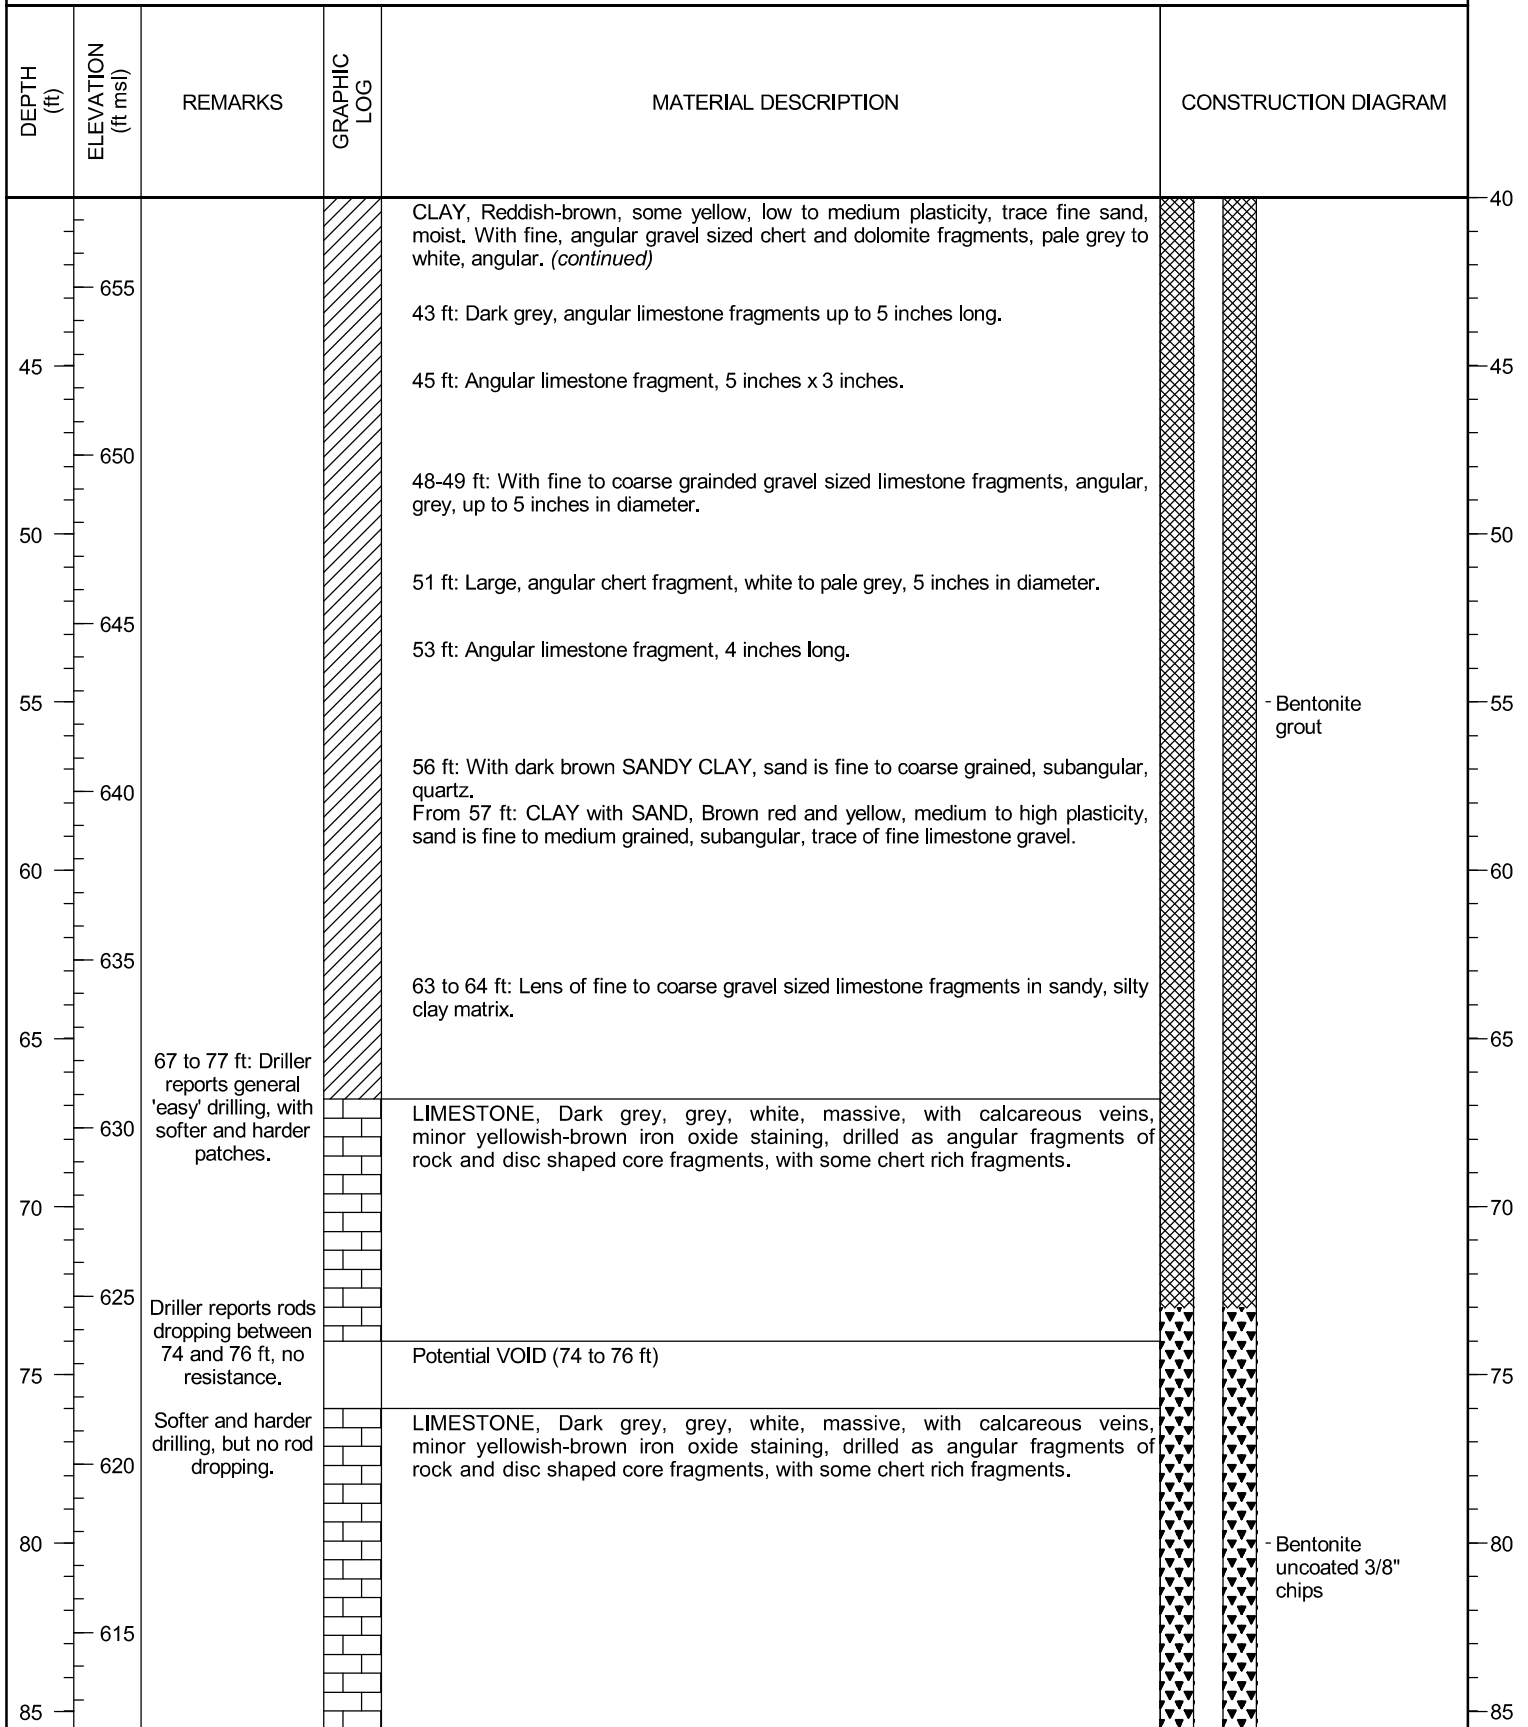 DEPTH
(ft)
ELEVATION
(ft msl)
REMARKS
GRAPHIC
LOG
MATERIAL DESCRIPTION
CONSTRUCTION DIAGRAM
40
CLAY, Reddish-brown, some yellow, low to medium plasticity, trace fine sand,
moist. With fine, angular gravel sized chert and dolomite fragments, pale grey to
white, angular. (continued)
655
43 ft: Dark grey, angular limestone fragments up to 5 inches long.
45
45 ft: Angular limestone fragment, 5 inches x 3 inches.
45
650
48-49 ft: With fine to coarse grainded gravel sized limestone fragments, angular,
grey, up to 5 inches in diameter.
50
50
51 ft: Large, angular chert fragment, white to pale grey, 5 inches in diameter.
645
53 ft: Angular limestone fragment, 4 inches long.
55
- Bentonite
grout
55
56 ft: With dark brown SANDY CLAY, sand is fine to coarse grained, subangular,
quartz.
640
From 57 ft: CLAY with SAND, Brown red and yellow, medium to high plasticity,
sand is fine to medium grained, subangular, trace of fine limestone gravel.
60
60
635
63 to 64 ft: Lens of fine to coarse gravel sized limestone fragments in sandy, silty
clay matrix.
65
65
67 to 77 ft: Driller
reports general
'easy' drilling, with
softer and harder
patches.
630
LIMESTONE, Dark grey, grey, white, massive, with calcareous veins,
minor yellowish-brown iron oxide staining, drilled as angular fragments of
rock and disc shaped core fragments, with some chert rich fragments.
70
70
625
Driller reports rods
dropping between
74 and 76 ft, no
resistance.
Potential VOID (74 to 76 ft)
75
75
Softer and harder
drilling, but no rod
dropping.
LIMESTONE, Dark grey, grey, white, massive, with calcareous veins,
minor yellowish-brown iron oxide staining, drilled as angular fragments of
rock and disc shaped core fragments, with some chert rich fragments.
620
80
- Bentonite
uncoated 3/8"
chips
80
615
85
85